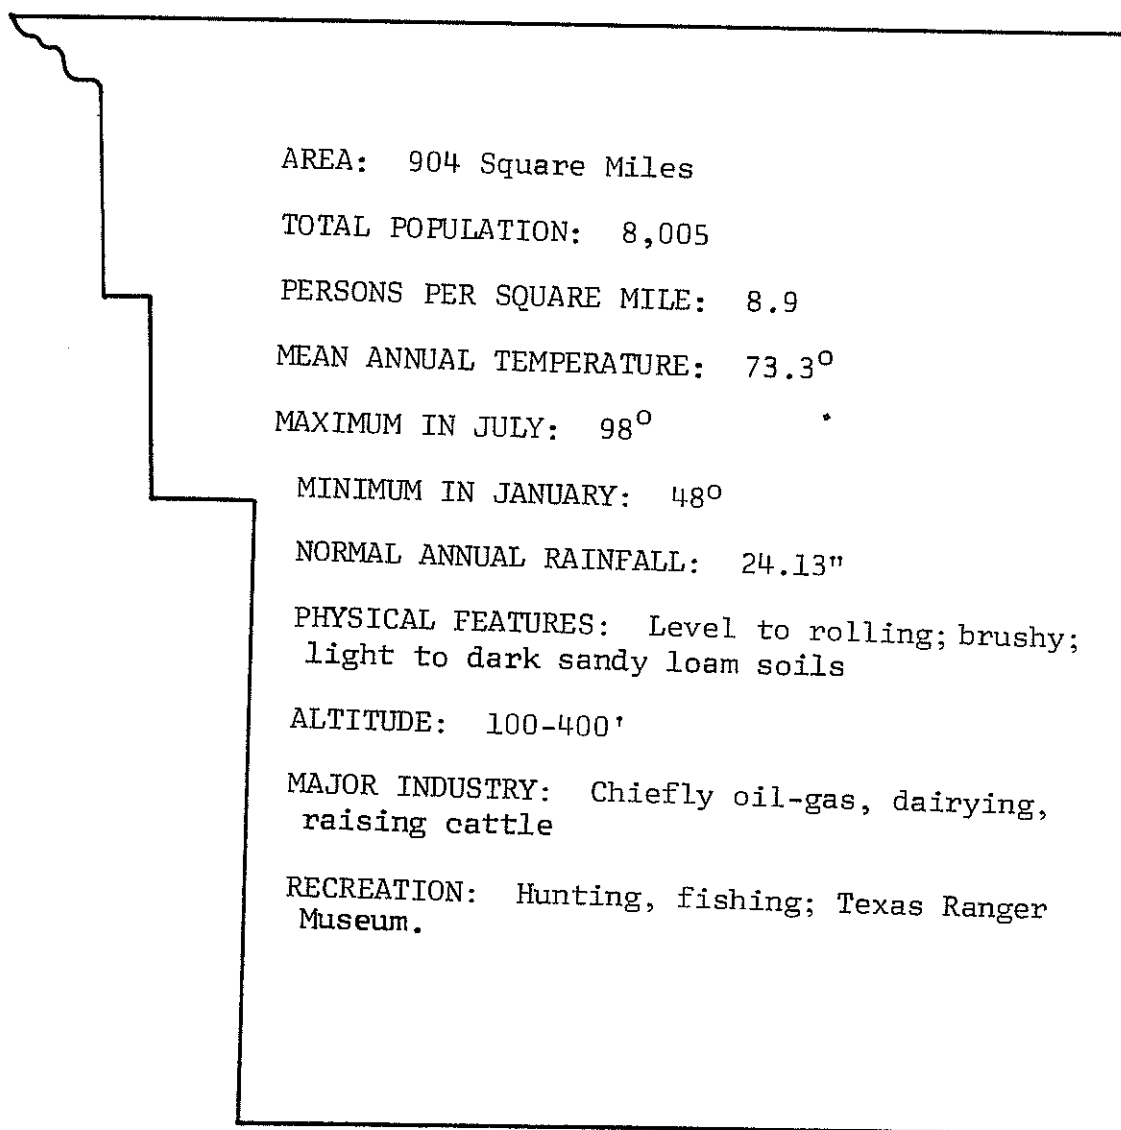 AREA: 904 Square Miles
TOTAL POPULATION: 8,005
PERSONS PER SQUARE MILE: 8.9
MEAN ANNUAL TEMPERATURE: 73.3°
MAXIMUM IN JULY: 98°
MINIMUM IN JANUARY: 48°
NORMAL ANNUAL RAINFALL: 24.13"
PHYSICAL FEATURES: Level to rolling; brushy;
light to dark sandy loam soils
ALTITUDE: 100-400'
MAJOR INDUSTRY: Chiefly oil-gas, dairying,
raising cattle
RECREATION: Hunting, fishing; Texas Ranger
Museum.